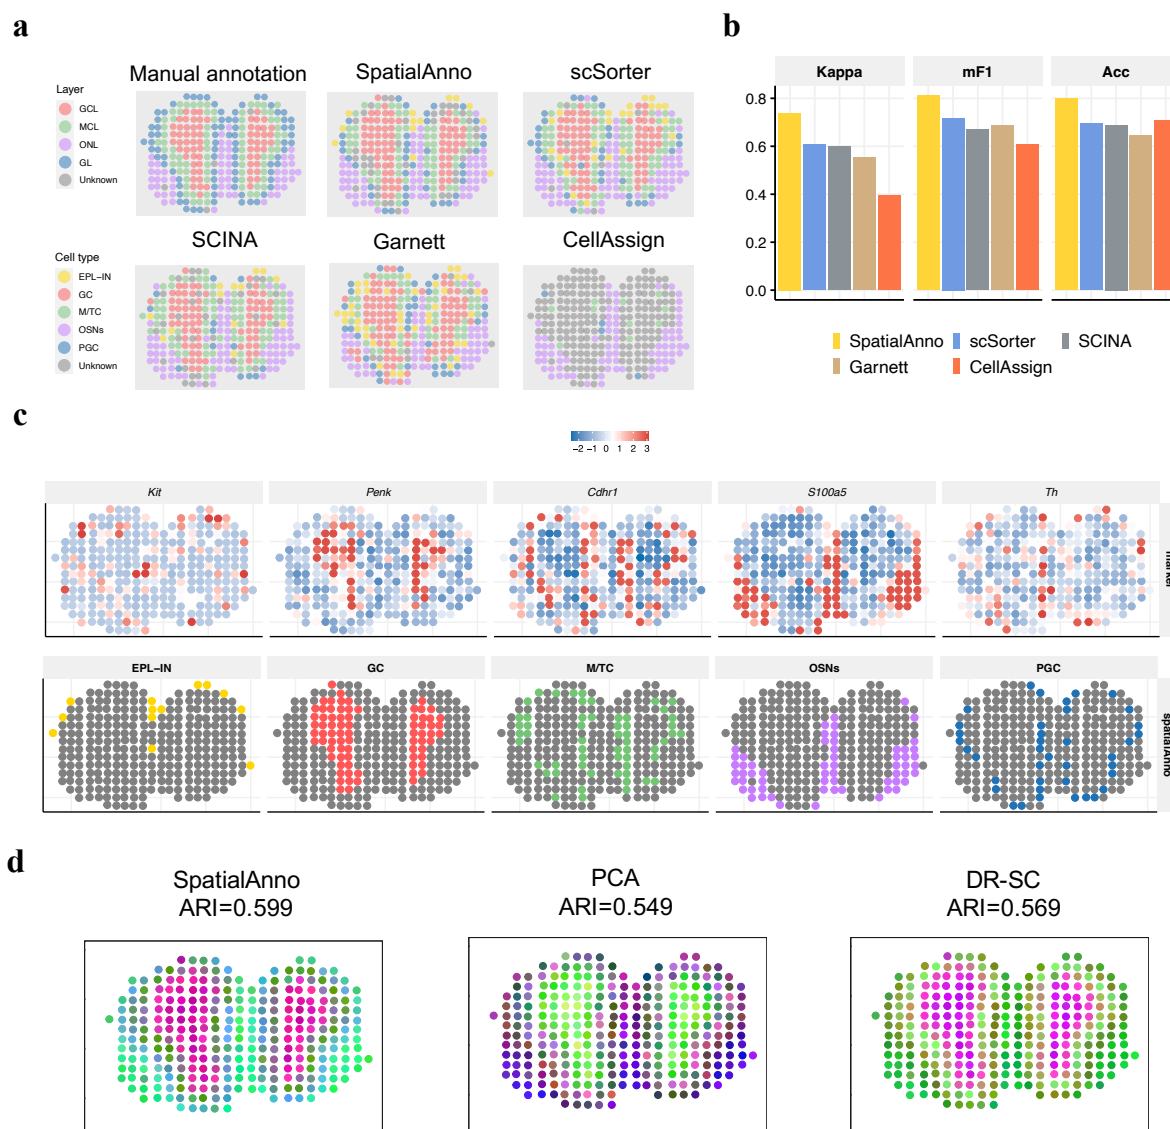 a
Manual annotation
SpatialAnno
scSorter
Layer
GCL
MCL
ONL
GL
Unknown
SCINA
Garnett
CellAssign
Cell type
EPL-IN
GC
M/TC
OSNs
PGC
Unknown
b
Kappa
mF1
Acc
0.8
0.6
0.4
0.2
0.0
SpatialAnno
scSorter
SCINA
Garnett
CellAssign
c
-2 -1 0 1 2 3
Kit
Penk
Cdhr1
S100a5
Th
EPL-IN
GC
M/TC
OSNs
PGC
spatialAnno
d
SpatialAnno
ARI=0.599
PCA
ARI=0.549
DR-SC
ARI=0.569